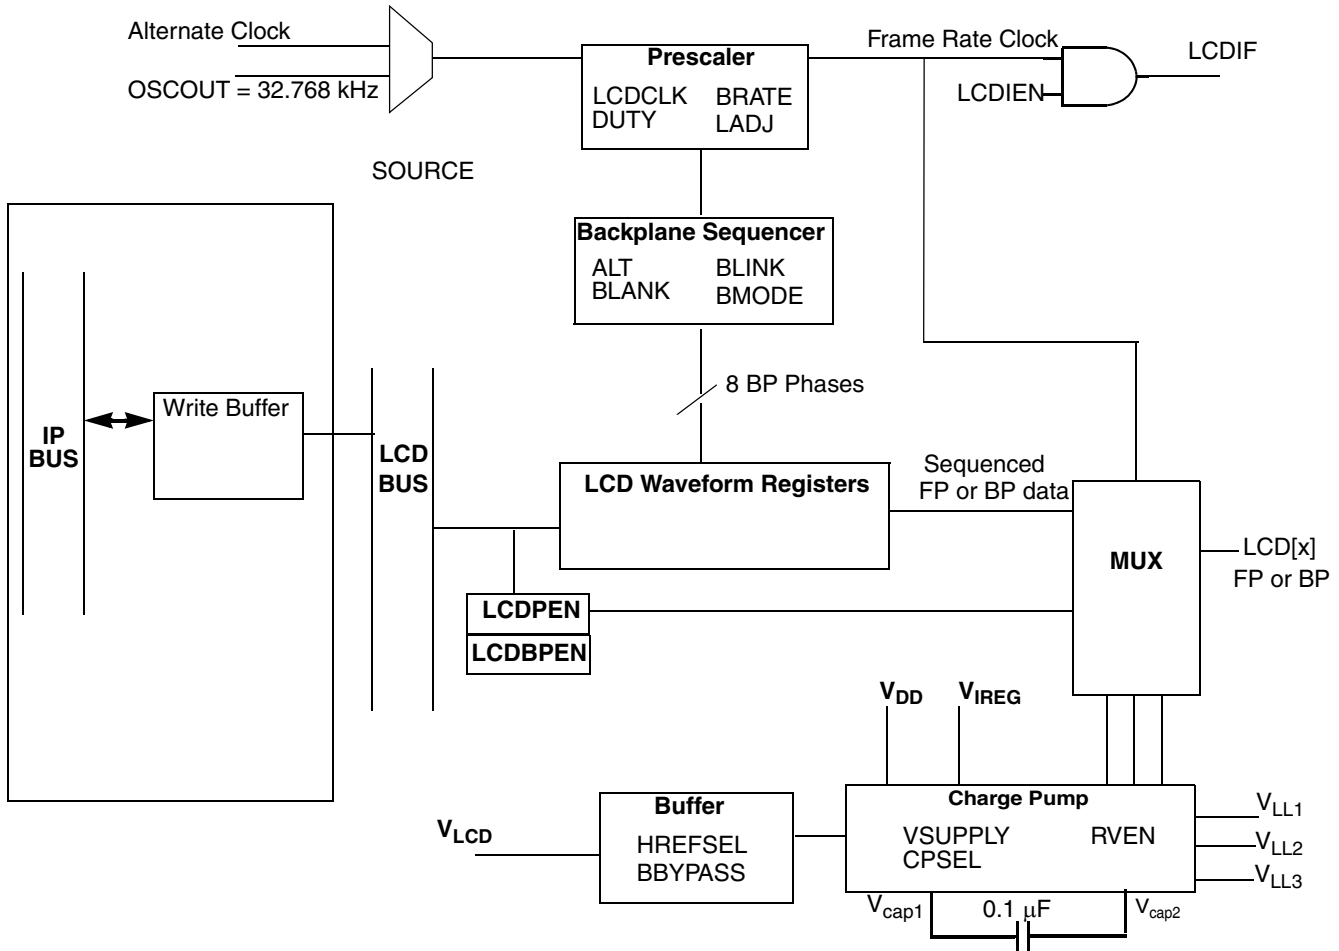 Alternate Clock
OSCOUT = 32.768 kHz
SOURCE
Prescaler
LCDCLK BRATE
DUTY LADJ
Frame Rate Clock
LCDIEN
LCDIF
Backplane Sequencer
ALT BLINK
BLANK BMODE
8 BP Phases
IP
BUS
Write Buffer
LCD
BUS
LCD Waveform Registers
Sequenced
FP or BP data
MUX
LCD[x]
FP or BP
LCDPEN
LCDBPEN
VDD
VIREG
VLCD
Buffer
HREFSEL
BBYPASS
Charge Pump
VSUPPLY RVEN
CPSEL
VLL1
VLL2
VLL3
Vcap1
0.1 μF
Vcap2